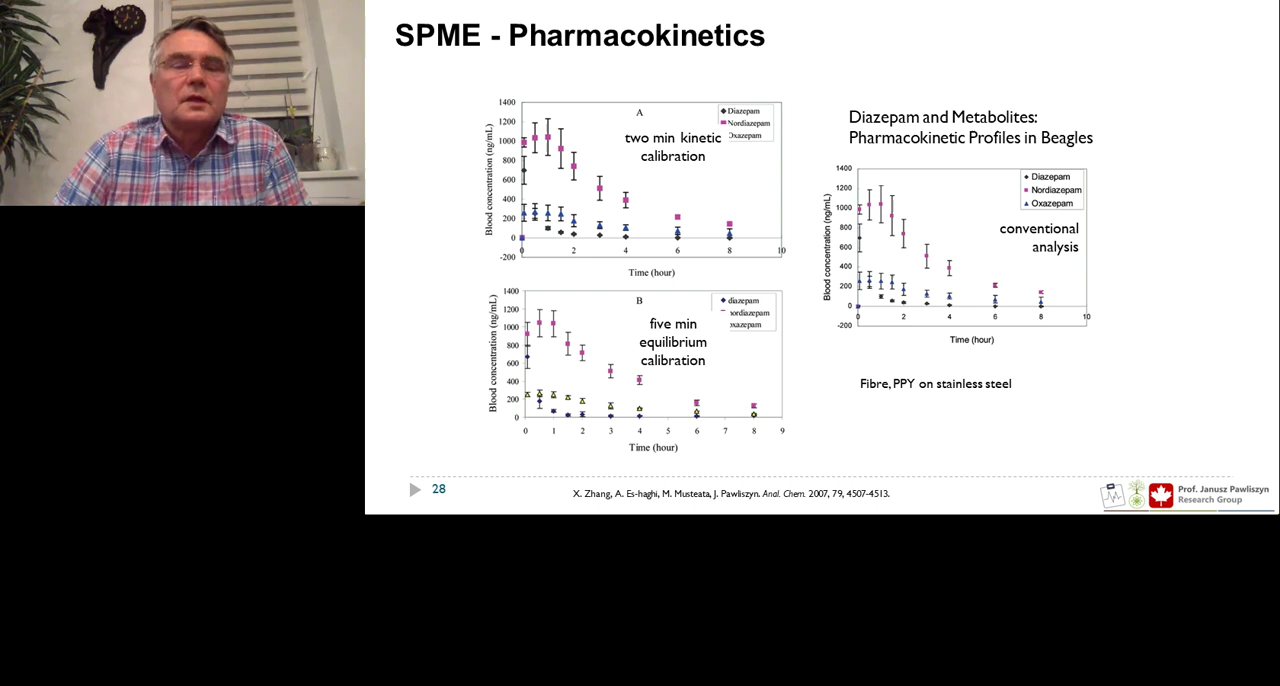 SPME - Pharmacokinetics
A
Diazepam
Nordiazepam
Oxazepam
two min kinetic
calibration
Blood concentration (ng/mL)
1400
1200
1000
800
600
400
200
0
-200
0 2 4 6 8 10
Time (hour)
B
diazepam
nordiazepam
oxazepam
five min
equilibrium
calibration
Blood concentration (ng/mL)
1400
1200
1000
800
600
400
200
0
0 1 2 3 4 5 6 7 8 9
Time (hour)
Diazepam and Metabolites:
Pharmacokinetic Profiles in Beagles
Diazepam
Nordiazepam
Oxazepam
conventional
analysis
Blood concentration (ng/mL)
1400
1200
1000
800
600
400
200
0
-200
0 2 4 6 8 10
Time (hour)
Fibre, PPY on stainless steel
28
X. Zhang, A. Es-haghi, M. Musteata, J. Pawliszyn. Anal. Chem. 2007, 79, 4507-4513.
Prof. Janusz Pawliszyn
Research Group